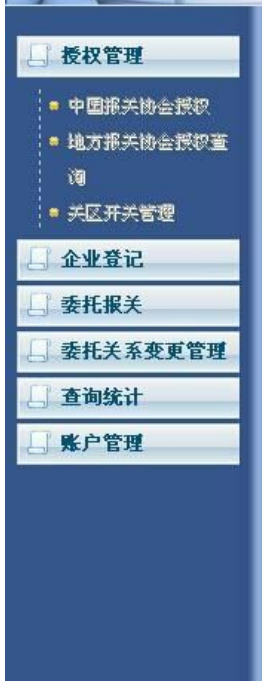 授权管理
中国报关协会授权
地方报关协会授权查
询
关区开关管理
企业登记
委托报关
委托关系变更管理
查询统计
账户管理